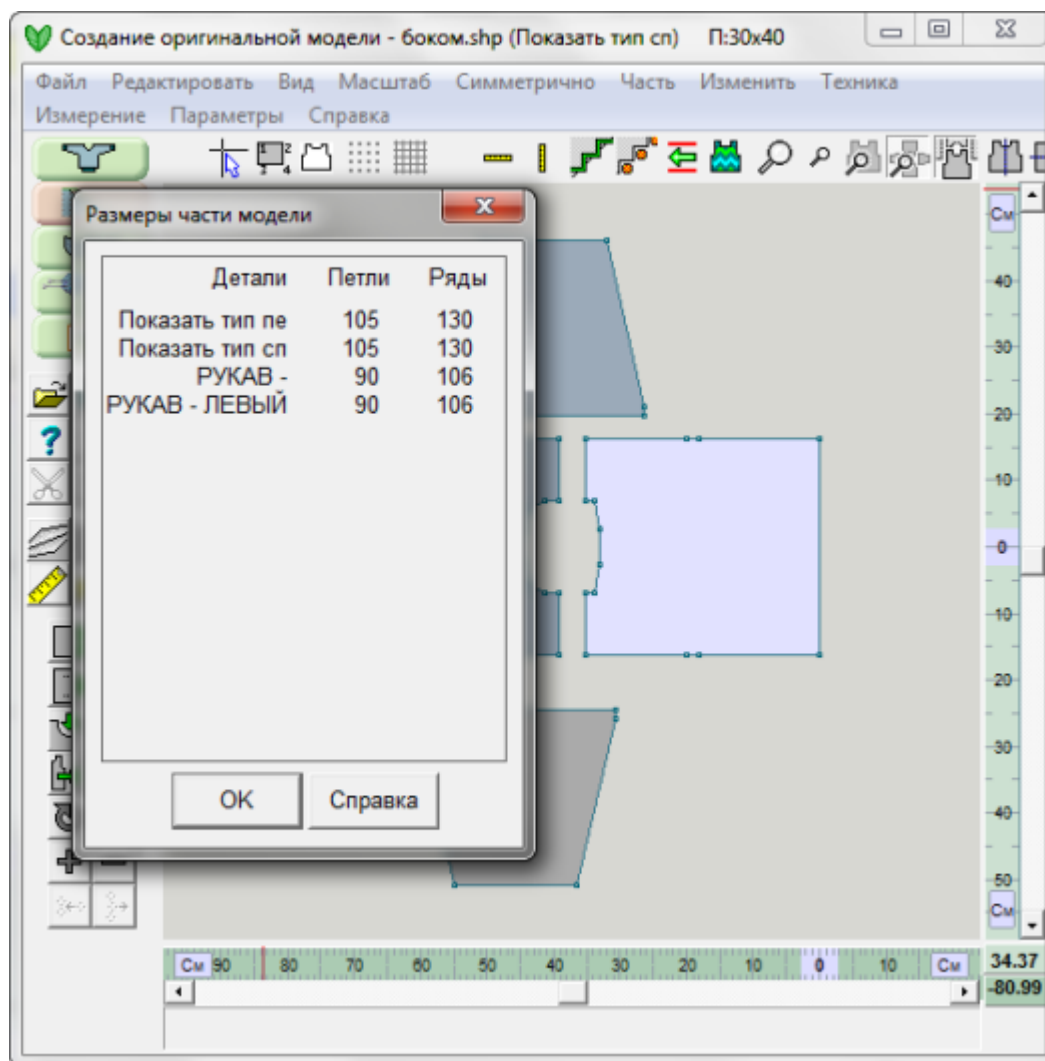 Создание оригинальной модели - боком.shp (Показать тип сп) П:30x40
Файл Редактировать Вид Масштаб Симметрично Часть Изменить Техника
Измерение Параметры Справка
Размеры части модели
Детали Петли Ряды
Показать тип пе 105 130
Показать тип сп 105 130
РУКАВ - 90 106
РУКАВ - ЛЕВЫЙ 90 106
OK Справка
См
40
30
20
10
0
10
20
30
40
50
См
См 90 80 70 60 50 40 30 20 10 0 10 См
34.37
-80.99